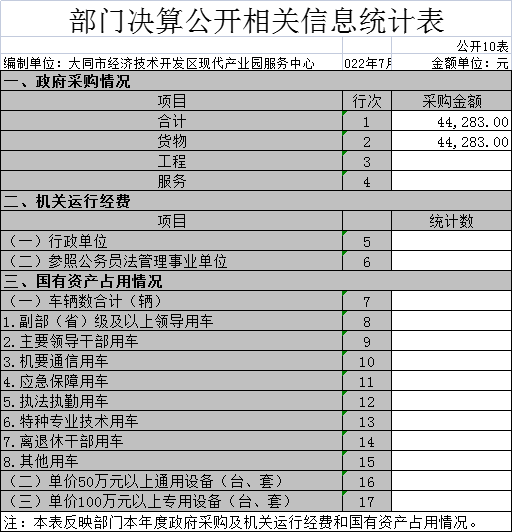 部门决算公开相关信息统计表
公开10表
编制单位：大同市经济技术开发区现代产业园服务中心 022年7月 金额单位：元
一、政府采购情况
项目 行次 采购金额
合计 1 44,283.00
货物 2 44,283.00
工程 3
服务 4
二、机关运行经费
项目 统计数
（一）行政单位 5
（二）参照公务员法管理事业单位 6
三、国有资产占用情况
（一）车辆数合计（辆） 7
1.副部（省）级及以上领导用车 8
2.主要领导干部用车 9
3.机要通信用车 10
4.应急保障用车 11
5.执法执勤用车 12
6.特种专业技术用车 13
7.离退休干部用车 14
8.其他用车 15
（二）单价50万元以上通用设备（台、套） 16
（三）单价100万元以上专用设备（台、套） 17
注：本表反映部门本年度政府采购及机关运行经费和国有资产占用情况。